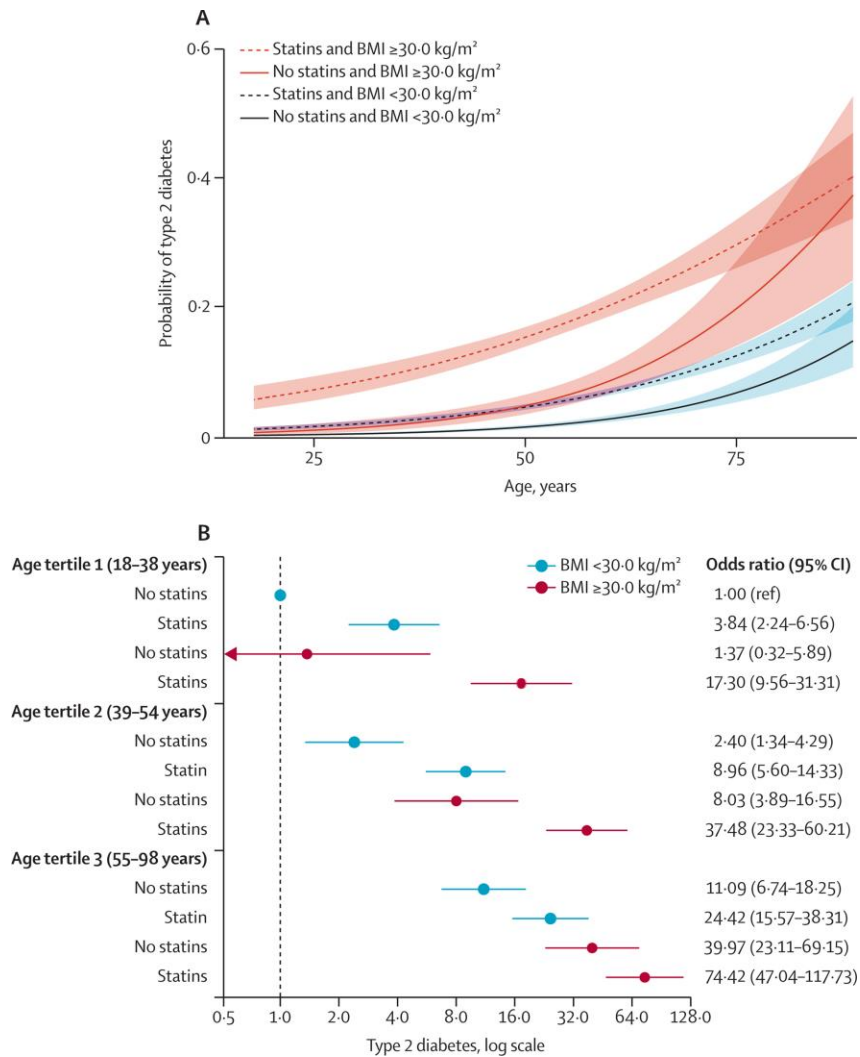 A
0·6
Statins and BMI ≥30·0 kg/m²
No statins and BMI ≥30·0 kg/m²
Statins and BMI <30·0 kg/m²
No statins and BMI <30·0 kg/m²
Probability of type 2 diabetes
0·4
0·2
0
25 50 75
Age, years
B
Age tertile 1 (18–38 years) BMI <30·0 kg/m² Odds ratio (95% CI)
BMI ≥30·0 kg/m²
No statins 1·00 (ref)
Statins 3·84 (2·24–6·56)
No statins 1·37 (0·32–5·89)
Statins 17·30 (9·56–31·31)
Age tertile 2 (39–54 years)
No statins 2·40 (1·34–4·29)
Statin 8·96 (5·60–14·33)
No statins 8·03 (3·89–16·55)
Statins 37·48 (23·33–60·21)
Age tertile 3 (55–98 years)
No statins 11·09 (6·74–18·25)
Statin 24·42 (15·57–38·31)
No statins 39·97 (23·11–69·15)
Statins 74·42 (47·04–117·73)
0·5 1·0 2·0 4·0 8·0 16·0 32·0 64·0 128·0
Type 2 diabetes, log scale